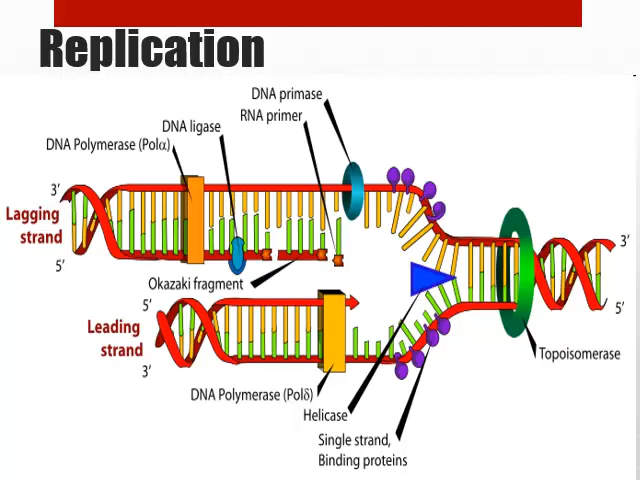 Replication
DNA primase
RNA primer
DNA ligase
DNA Polymerase (Polα)
3'
Lagging
strand
5'
3'
5'
Okazaki fragment
5'
Leading
strand
3'
Topoisomerase
DNA Polymerase (Polδ)
Helicase
Single strand,
Binding proteins